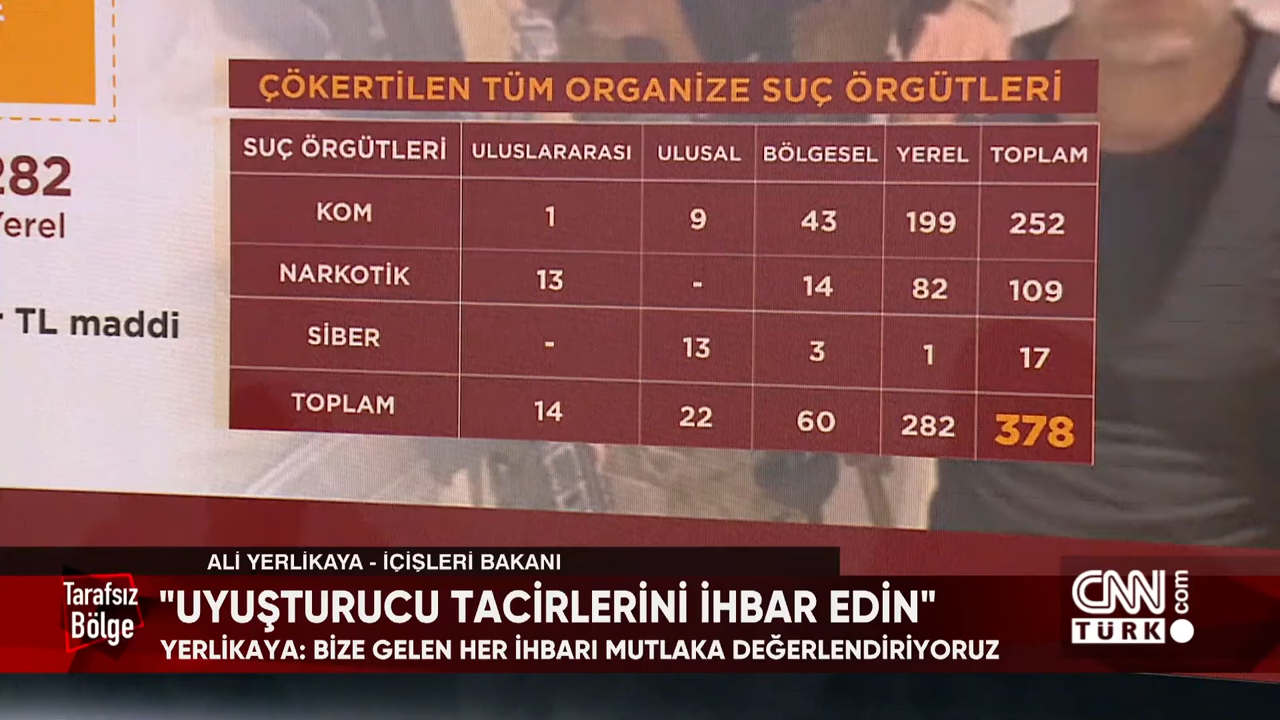 282
Yerel
TL maddi
ÇÖKERTİLEN TÜM ORGANİZE SUÇ ÖRGÜTLERİ
SUÇ ÖRGÜTLERİ ULUSLARARASI ULUSAL BÖLGESEL YEREL TOPLAM
KOM 1 9 43 199 252
NARKOTİK 13 - 14 82 109
SİBER - 13 3 1 17
TOPLAM 14 22 60 282 378
ALİ YERLİKAYA - İÇİŞLERİ BAKANI
Tarafsız
Bölge
"UYUŞTURUCU TACİRLERİNİ İHBAR EDİN"
YERLİKAYA: BİZE GELEN HER İHBARI MUTLAKA DEĞERLENDİRİYORUZ
CNN
TÜRK
.com